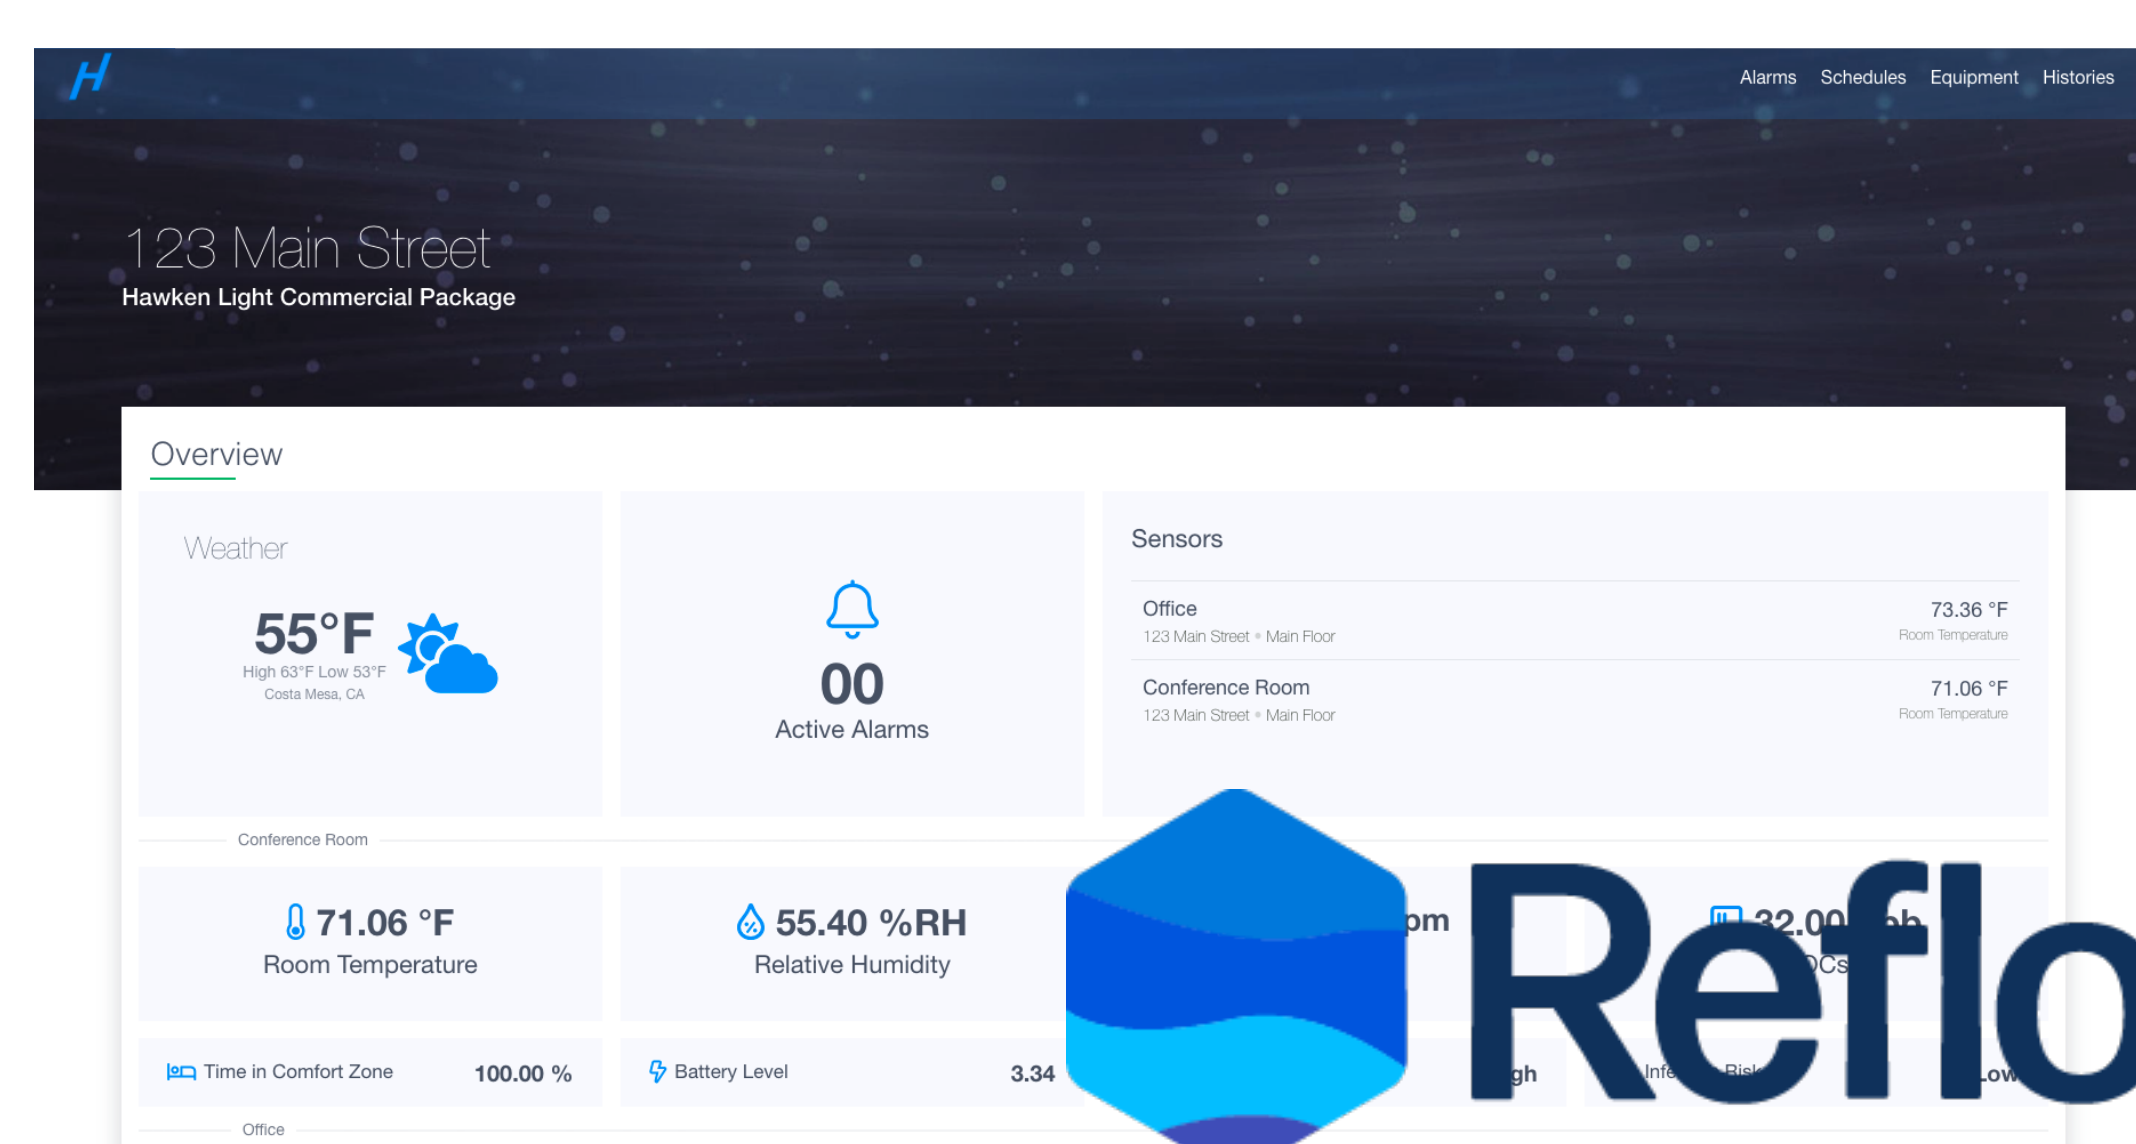 H
Alarms Schedules Equipment Histories
123 Main Street
Hawken Light Commercial Package
Overview
Weather
55°F
High 63°F Low 53°F
Costa Mesa, CA
00
Active Alarms
Sensors
Office
73.36 °F
123 Main Street • Main Floor
Room Temperature
Conference Room
71.06 °F
123 Main Street • Main Floor
Room Temperature
Conference Room
71.06 °F
Room Temperature
55.40 %RH
Relative Humidity
32.00
Reflo
Time in Comfort Zone 100.00 %
Battery Level 3.34
Low
Office